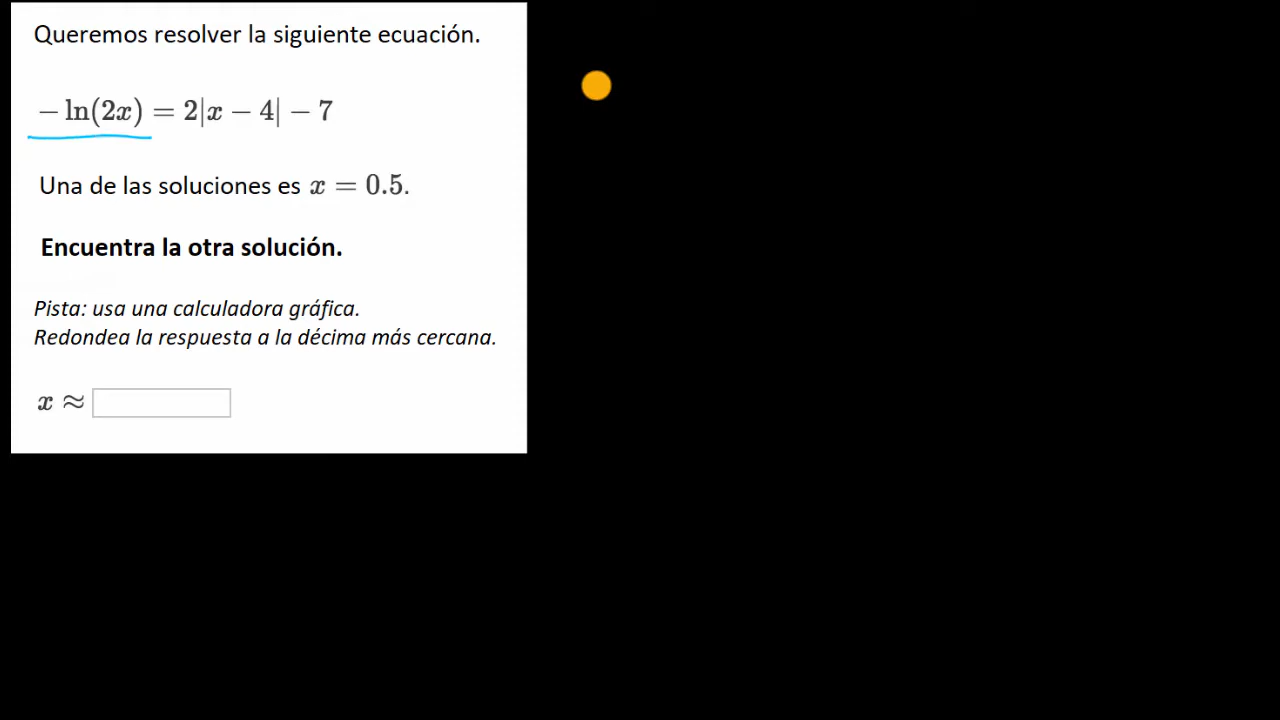 Queremos resolver la siguiente ecuación.
− ln(2x) = 2|x − 4| − 7
Una de las soluciones es x = 0.5.
Encuentra la otra solución.
Pista: usa una calculadora gráfica.
Redondea la respuesta a la décima más cercana.
x ≈